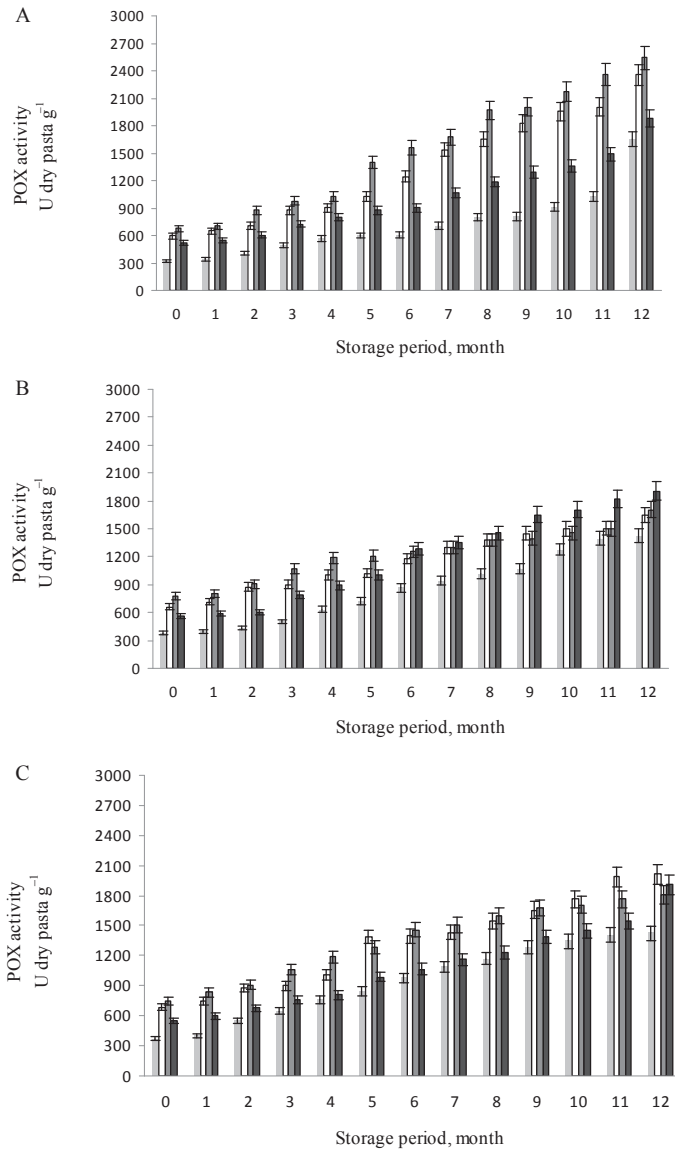 A
POX activity
U dry pasta g⁻¹
3000
2700
2400
2100
1800
1500
1200
900
600
300
0
0 1 2 3 4 5 6 7 8 9 10 11 12
Storage period, month
B
POX activity
U dry pasta g⁻¹
3000
2700
2400
2100
1800
1500
1200
900
600
300
0
0 1 2 3 4 5 6 7 8 9 10 11 12
Storage period, month
C
POX activity
U dry pasta g⁻¹
3000
2700
2400
2100
1800
1500
1200
900
600
300
0
0 1 2 3 4 5 6 7 8 9 10 11 12
Storage period, month